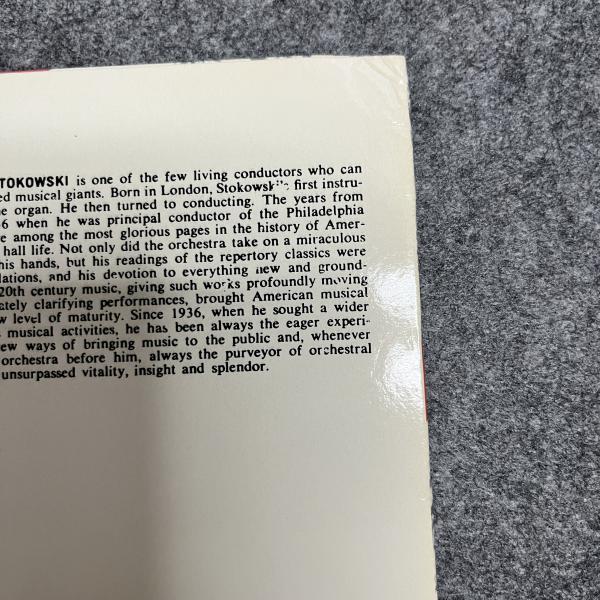 TOKOWSKI is one of the few living conductors who can
ed musical giants. Born in London, Stokowski's first instru-
e organ. He then turned to conducting. The years from
6 when he was principal conductor of the Philadelphia
e among the most glorious pages in the history of Amer-
hall life. Not only did the orchestra take on a miraculous
his hands, but his readings of the repertory classics were
lations, and his devotion to everything new and ground-
20th century music, giving such works profoundly moving
ately clarifying performances, brought American musical
w level of maturity. Since 1936, when he sought a wider
musical activities, he has been always the eager experi-
ew ways of bringing music to the public and, whenever
orchestra before him, always the purveyor of orchestral
unsurpassed vitality, insight and splendor.